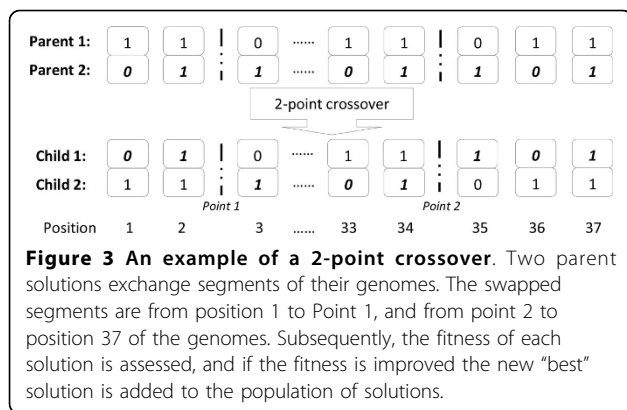 Parent 1: 1 1 0 ...... 1 1 0 1 1
Parent 2: 0 1 1 ...... 0 1 1 0 1
2-point crossover
Child 1: 0 1 0 ...... 1 1 1 0 1
Child 2: 1 1 1 ...... 0 1 0 1 1
Point 1 Point 2
Position 1 2 3 ...... 33 34 35 36 37
Figure 3 An example of a 2-point crossover. Two parent
solutions exchange segments of their genomes. The swapped
segments are from position 1 to Point 1, and from point 2 to
position 37 of the genomes. Subsequently, the fitness of each
solution is assessed, and if the fitness is improved the new “best”
solution is added to the population of solutions.